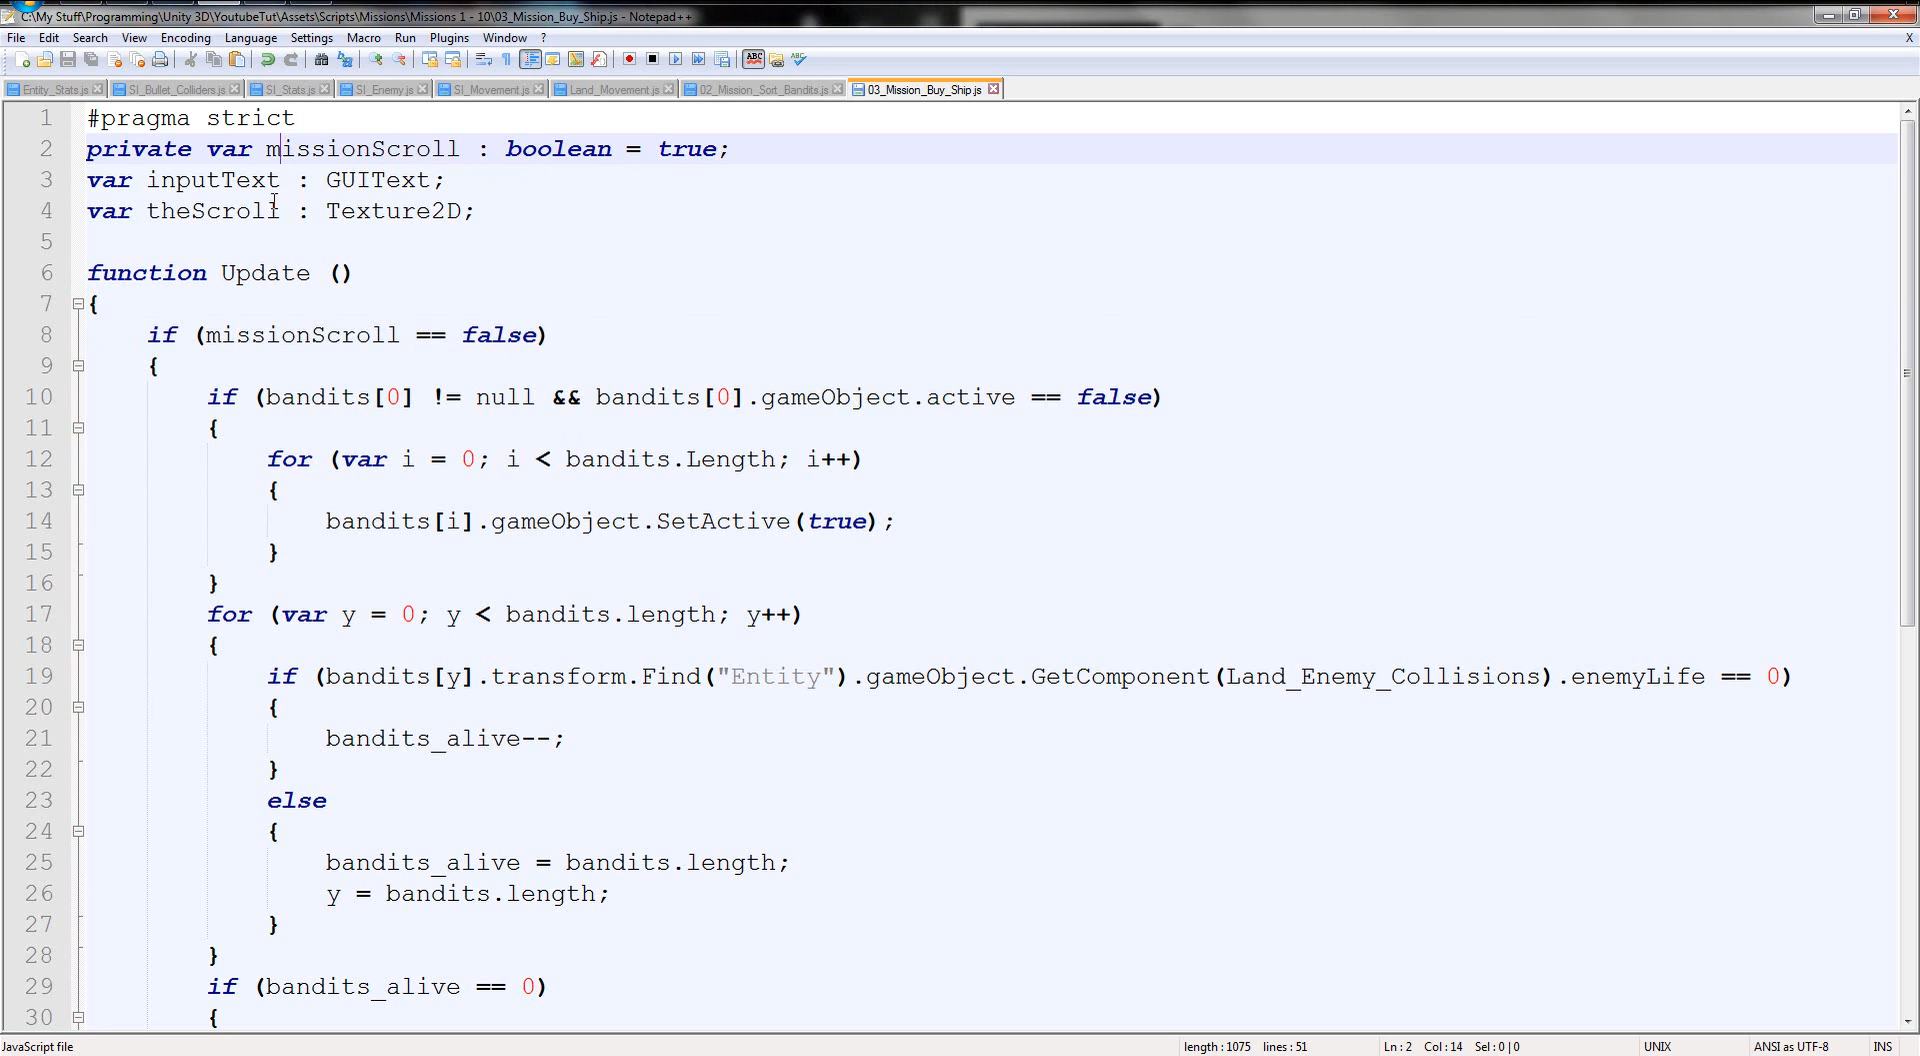 C:\My Stuff\Programming\Unity 3D\YoutubeTut\Assets\Scripts\Missions\Missions 1 - 10\03_Mission_Buy_Ship.js - Notepad++
File Edit Search View Encoding Language Settings Macro Run Plugins Window ? X
Entity_Stats.js SI_Bullet_Colliders.js SI_Stats.js SI_Enemy.js SI_Movement.js Land_Movement.js 02_Mission_Sort_Bandits.js 03_Mission_Buy_Ship.js
1 #pragma strict
2 private var missionScroll : boolean = true;
3 var inputText : GUIText;
4 var theScroll : Texture2D;
5
6 function Update ()
7 {
8 if (missionScroll == false)
9 {
10 if (bandits[0] != null && bandits[0].gameObject.active == false)
11 {
12 for (var i = 0; i < bandits.Length; i++)
13 {
14 bandits[i].gameObject.SetActive(true);
15 }
16 }
17 for (var y = 0; y < bandits.length; y++)
18 {
19 if (bandits[y].transform.Find("Entity").gameObject.GetComponent(Land_Enemy_Collisions).enemyLife == 0)
20 {
21 bandits_alive--;
22 }
23 else
24 {
25 bandits_alive = bandits.length;
26 y = bandits.length;
27 }
28 }
29 if (bandits_alive == 0)
30 {
JavaScript file length : 1075 lines : 51 Ln : 2 Col : 14 Sel : 0 | 0 UNIX ANSI as UTF-8 INS